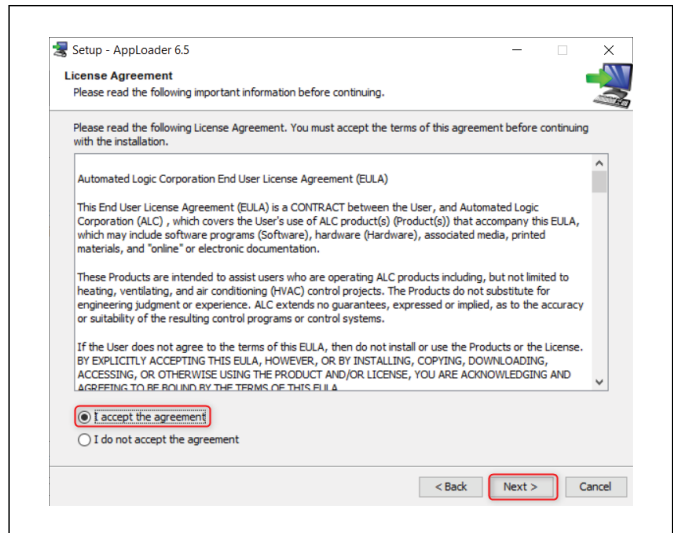 Setup - AppLoader 6.5
License Agreement
Please read the following important information before continuing.
Please read the following License Agreement. You must accept the terms of this agreement before continuing
with the installation.
Automated Logic Corporation End User License Agreement (EULA)
This End User License Agreement (EULA) is a CONTRACT between the User, and Automated Logic
Corporation (ALC) , which covers the User's use of ALC product(s) (Product(s)) that accompany this EULA,
which may include software programs (Software), hardware (Hardware), associated media, printed
materials, and "online" or electronic documentation.
These Products are intended to assist users who are operating ALC products including, but not limited to
heating, ventilating, and air conditioning (HVAC) control projects. The Products do not substitute for
engineering judgment or experience. ALC extends no guarantees, expressed or implied, as to the accuracy
or suitability of the resulting control programs or control systems.
If the User does not agree to the terms of this EULA, then do not install or use the Products or the License.
BY EXPLICITLY ACCEPTING THIS EULA, HOWEVER, OR BY INSTALLING, COPYING, DOWNLOADING,
ACCESSING, OR OTHERWISE USING THE PRODUCT AND/OR LICENSE, YOU ARE ACKNOWLEDGING AND
AGREEING TO BE BOUND BY THE TERMS OF THIS EULA
I accept the agreement
I do not accept the agreement
< Back
Next >
Cancel